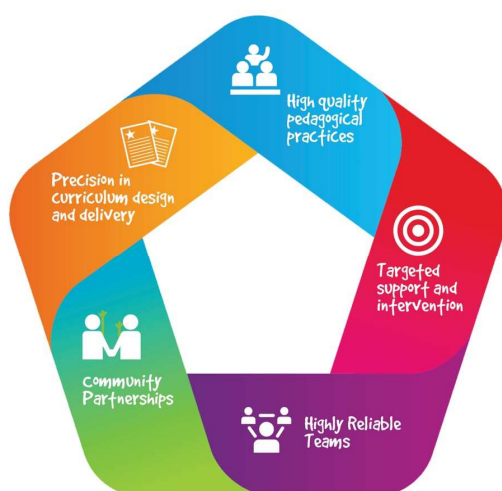 High quality
pedagogical
practices
Precision in
curriculum design
and delivery
Targeted
support and
intervention
Community
Partnerships
Highly Reliable
Teams